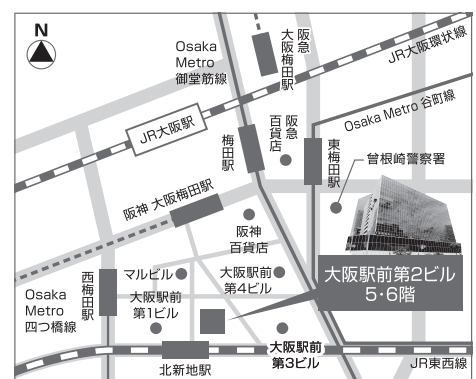 N
Osaka
Metro
御堂筋線
阪急
大阪梅田駅
JR大阪環状線
JR大阪駅
梅田駅
阪急
百貨店
Osaka Metro 谷町線
東梅田駅
曾根崎警察署
阪神 大阪梅田駅
阪神
百貨店
西梅田駅
マルビル
大阪駅前
第4ビル
大阪駅前第2ビル
5・6階
Osaka
Metro
四つ橋線
大阪駅前
第1ビル
北新地駅
大阪駅前
第3ビル
JR東西線